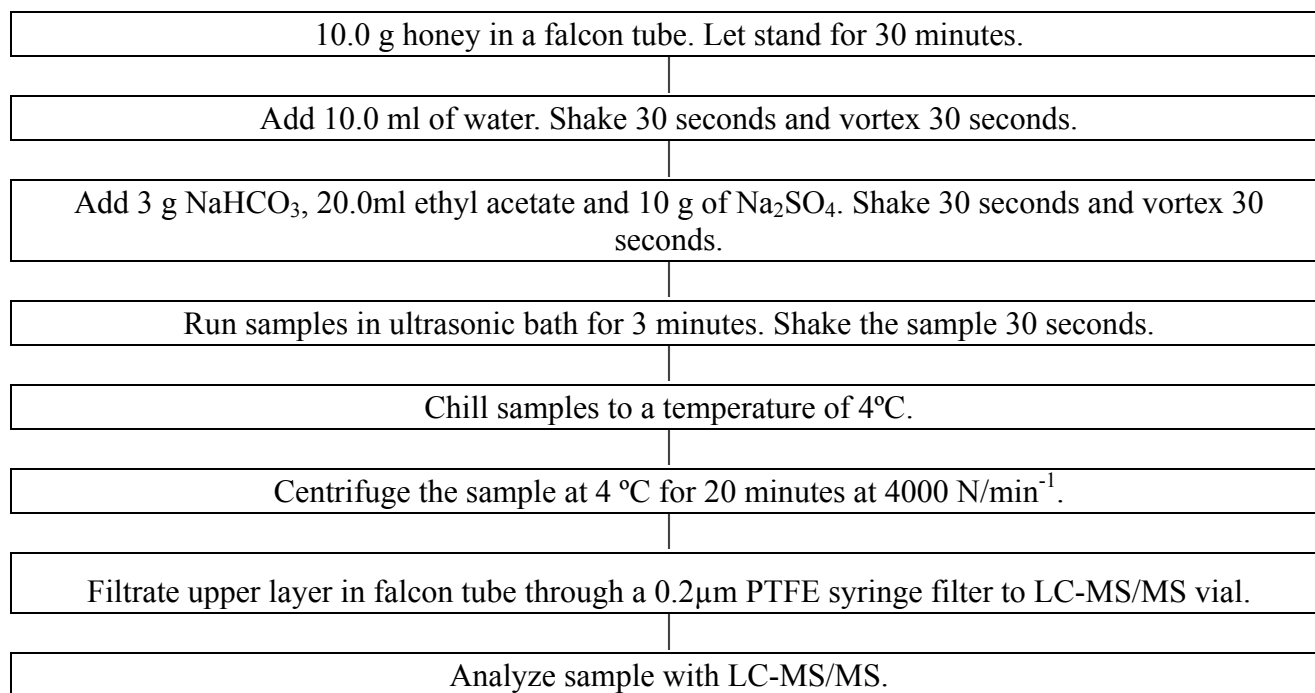 10.0 g honey in a falcon tube. Let stand for 30 minutes.
Add 10.0 ml of water. Shake 30 seconds and vortex 30 seconds.
Add 3 g NaHCO₃, 20.0ml ethyl acetate and 10 g of Na₂SO₄. Shake 30 seconds and vortex 30
seconds.
Run samples in ultrasonic bath for 3 minutes. Shake the sample 30 seconds.
Chill samples to a temperature of 4ºC.
Centrifuge the sample at 4 ºC for 20 minutes at 4000 N/min⁻¹.
Filtrate upper layer in falcon tube through a 0.2µm PTFE syringe filter to LC-MS/MS vial.
Analyze sample with LC-MS/MS.